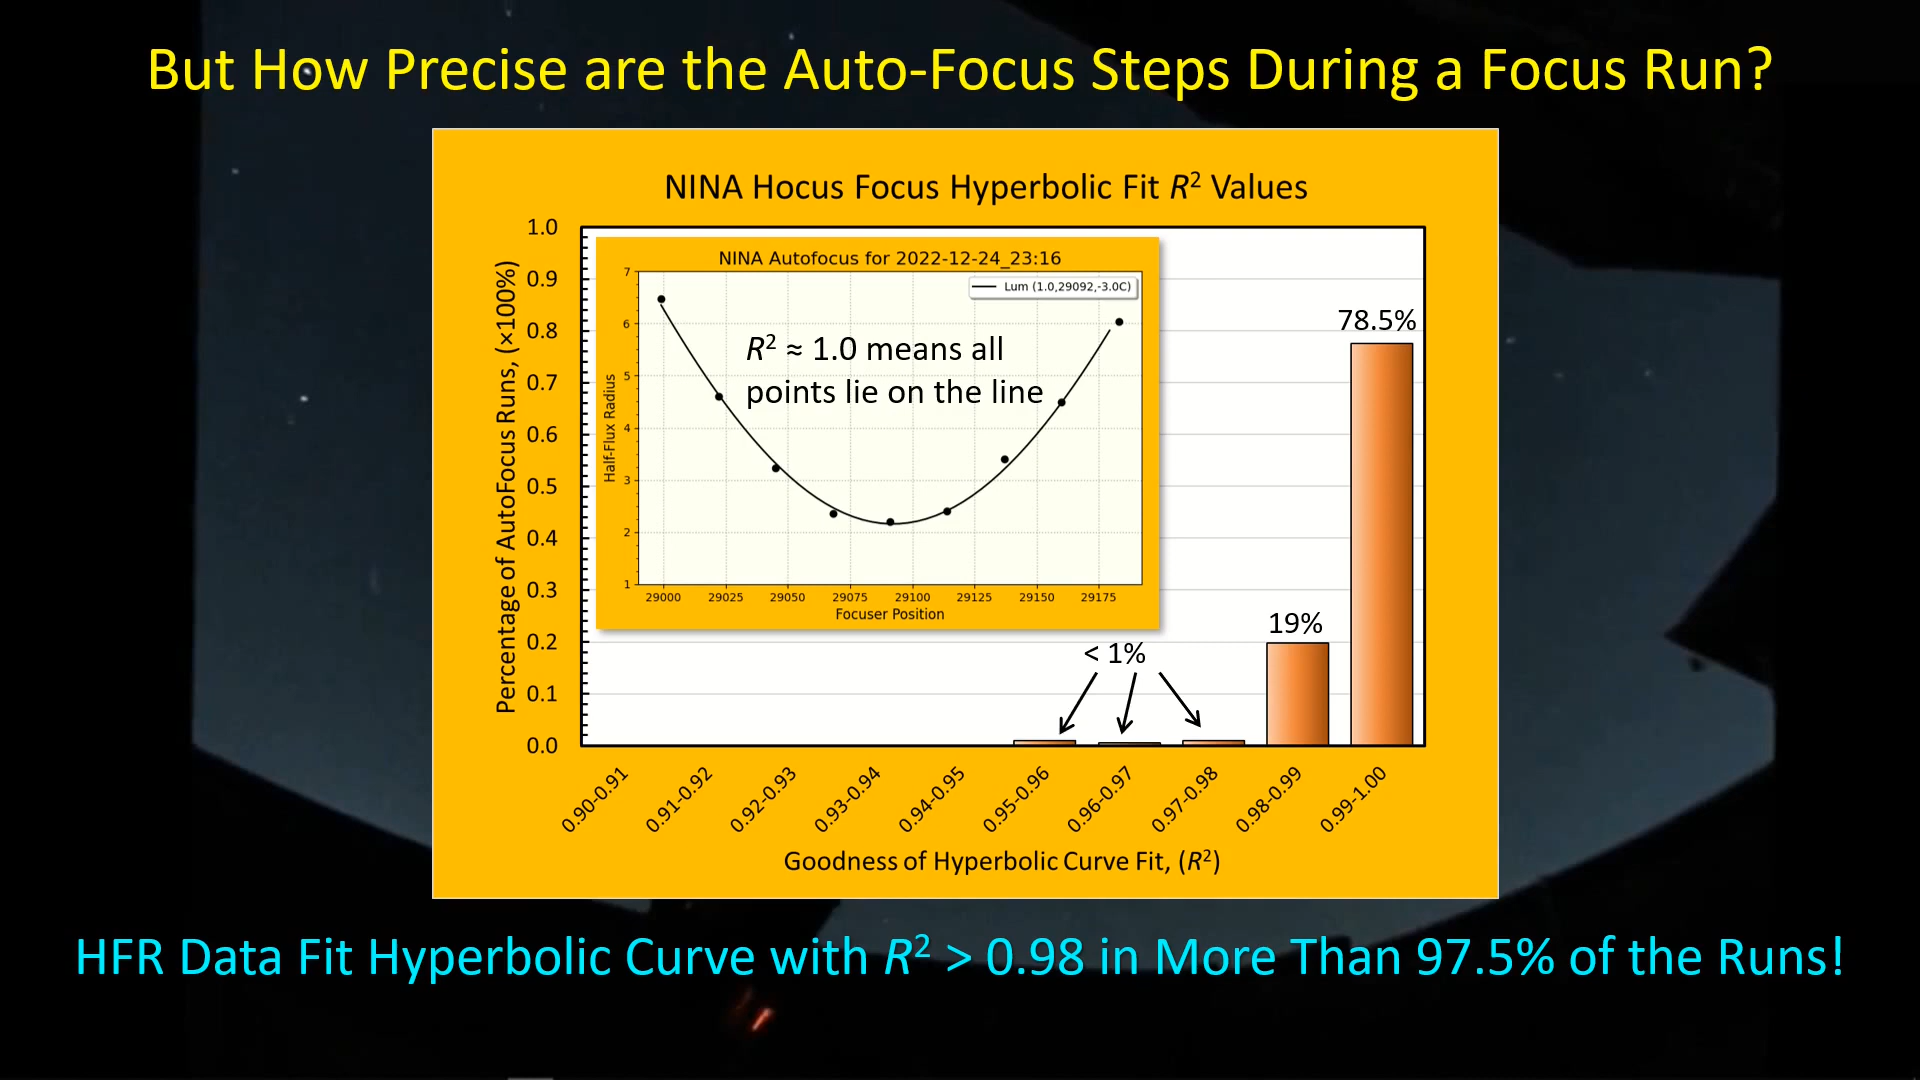 But How Precise are the Auto-Focus Steps During a Focus Run?
NINA Hocus Focus Hyperbolic Fit R² Values
Percentage of AutoFocus Runs, (×100%)
1.0
0.9
0.8
0.7
0.6
0.5
0.4
0.3
0.2
0.1
0.0
NINA Autofocus for 2022-12-24_23:16
Lum (1.0,29092,-3.0C)
R² ≈ 1.0 means all
points lie on the line
Half-Flux Radius
7
6
5
4
3
2
1
29000 29025 29050 29075 29100 29125 29150 29175
Focuser Position
78.5%
19%
< 1%
0.90-0.91 0.91-0.92 0.92-0.93 0.93-0.94 0.94-0.95 0.95-0.96 0.96-0.97 0.97-0.98 0.98-0.99 0.99-1.00
Goodness of Hyperbolic Curve Fit, (R²)
HFR Data Fit Hyperbolic Curve with R² > 0.98 in More Than 97.5% of the Runs!